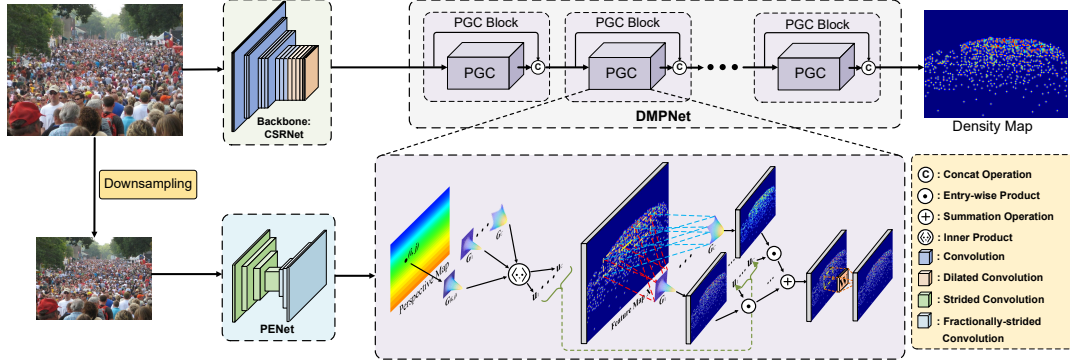 PGC Block
PGC Block
PGC Block
PGC
PGC
PGC
C
C
C
Backbone:
CSRNet
DMPNet
Density Map
Downsampling
PENet
Perspective Map
Feature Map
C : Concat Operation
: Entry-wise Product
: Summation Operation
: Inner Product
: Convolution
: Dilated Convolution
: Strided Convolution
: Fractionally-strided
Convolution